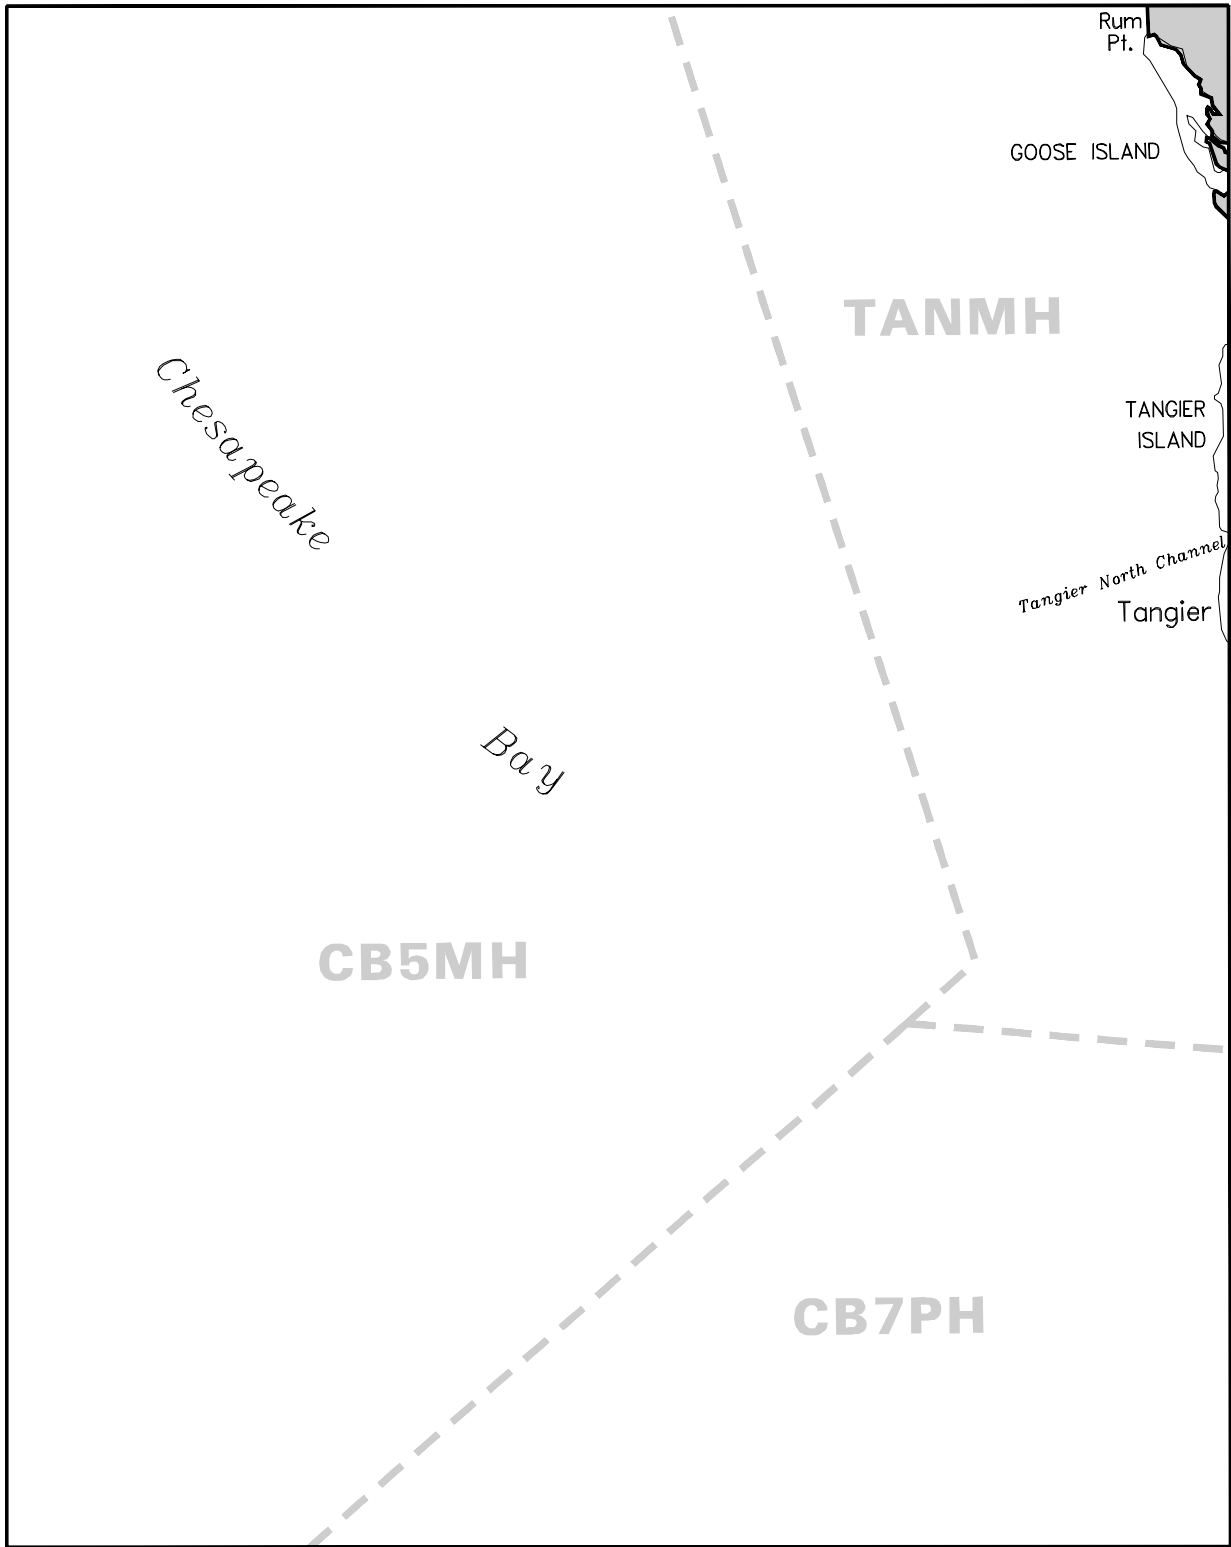 Rum
Pt.
GOOSE ISLAND
TANMH
Chesapeake
TANGIER
ISLAND
Tangier North Channel
Tangier
Bay
CB5MH
CB7PH